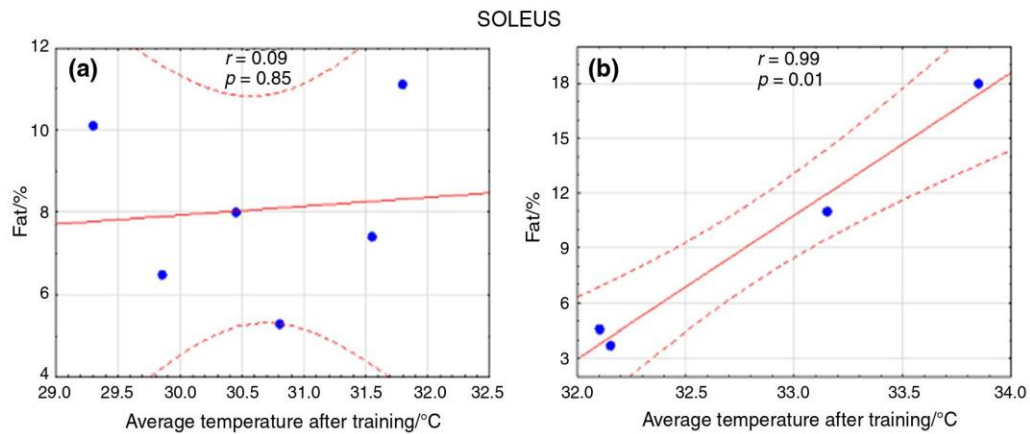 SOLEUS
(a)
r = 0.09
p = 0.85
12
10
8
6
4
Fat/%
29.0 29.5 30.0 30.5 31.0 31.5 32.0 32.5
Average temperature after training/°C
(b)
r = 0.99
p = 0.01
18
15
12
9
6
3
Fat/%
32.0 32.5 33.0 33.5 34.0
Average temperature after training/°C